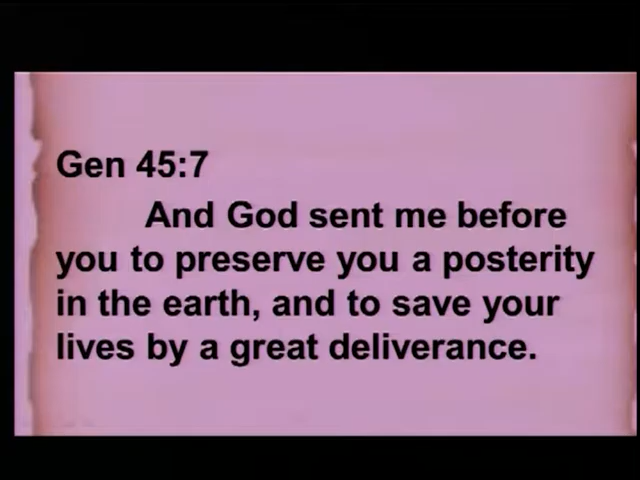 Gen 45:7
And God sent me before
you to preserve you a posterity
in the earth, and to save your
lives by a great deliverance.